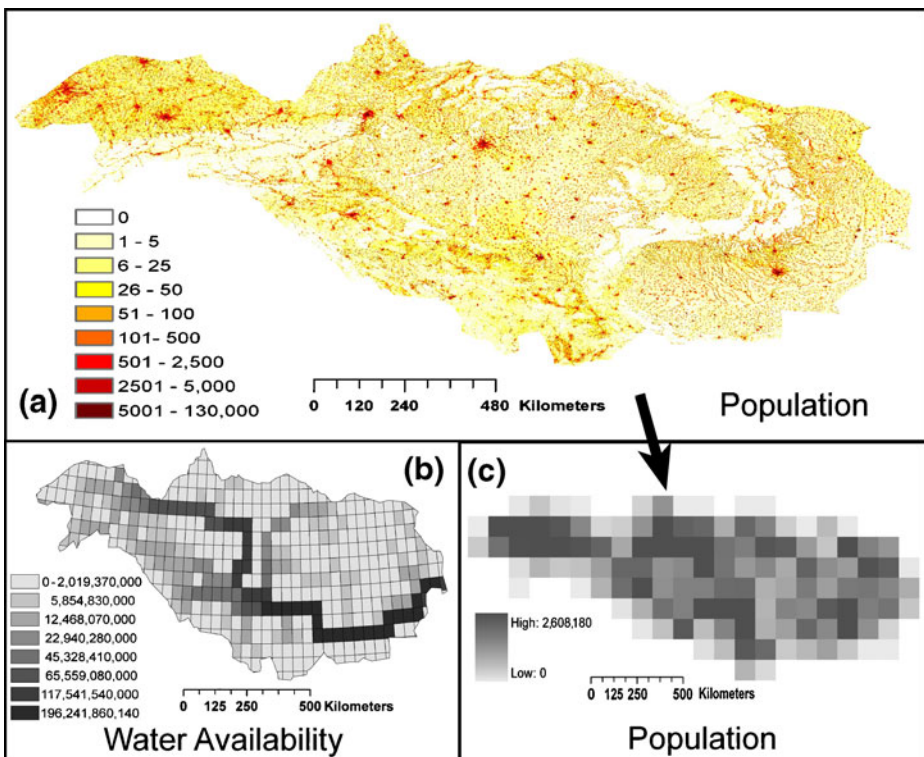 0
1 - 5
6 - 25
26 - 50
51 - 100
101- 500
501 - 2,500
2501 - 5,000
5001 - 130,000
(a)
0 120 240 480 Kilometers
Population
(b)
0-2,019,370,000
5,854,830,000
12,468,070,000
22,940,280,000
45,328,410,000
65,559,080,000
117,541,540,000
196,241,860,140
0 125 250 500 Kilometers
Water Availability
(c)
High: 2,608,180
Low: 0
0 125 250 500 Kilometers
Population